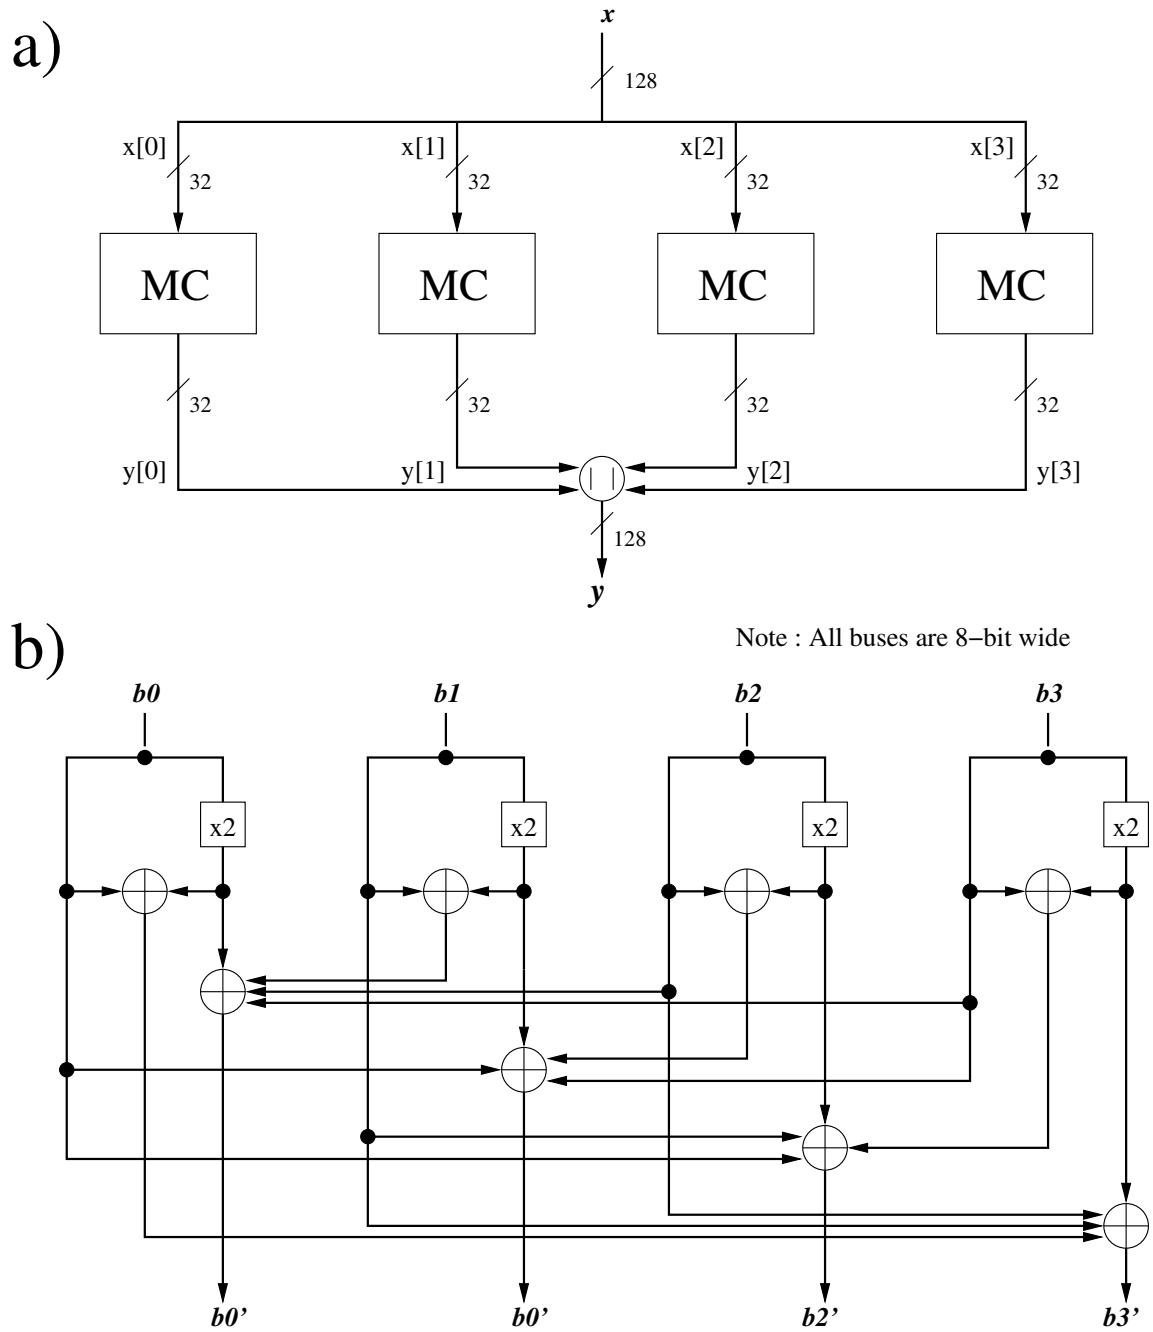 a)
x
128
x[0] x[1] x[2] x[3]
32 32 32 32
MC MC MC MC
32 32 32 32
y[0] y[1] | | y[2] y[3]
128
y
b)
Note : All buses are 8−bit wide
b0 b1 b2 b3
x2 x2 x2 x2
b0’ b0’ b2’ b3’